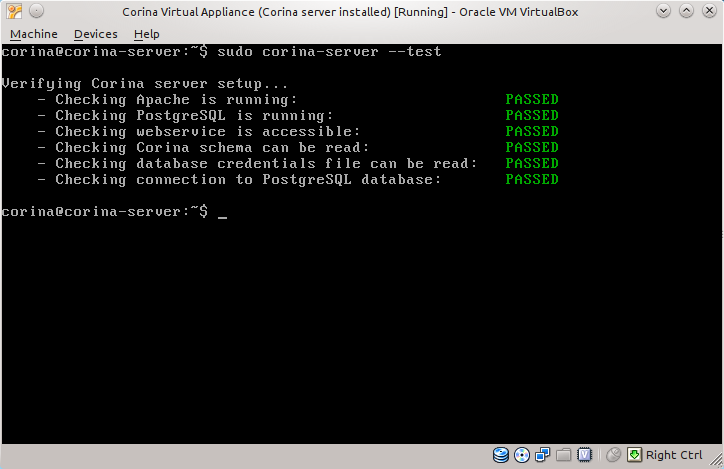 Corina Virtual Appliance (Corina server installed) [Running] - Oracle VM VirtualBox
Machine Devices Help
corina@corina-server:~$ sudo corina-server --test
Verifying Corina server setup...
- Checking Apache is running: PASSED
- Checking PostgreSQL is running: PASSED
- Checking webservice is accessible: PASSED
- Checking Corina schema can be read: PASSED
- Checking database credentials file can be read: PASSED
- Checking connection to PostgreSQL database: PASSED
corina@corina-server:~$ _
Right Ctrl